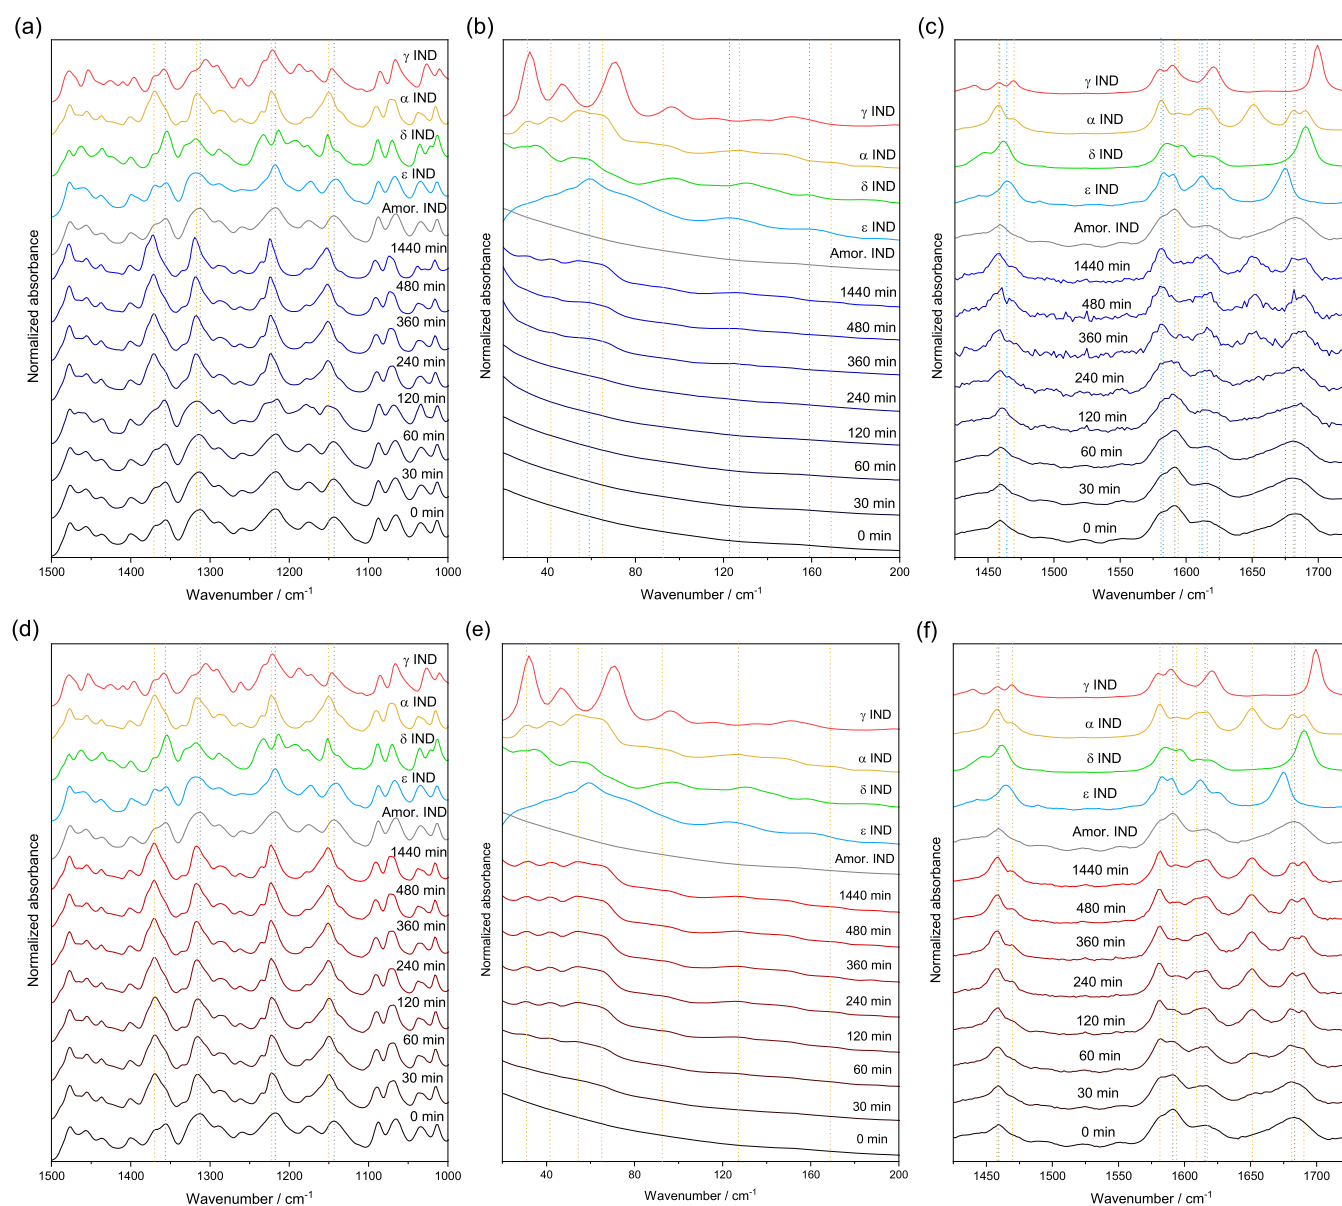 (a)
γ IND
α IND
δ IND
ε IND
Amor. IND
1440 min
480 min
360 min
240 min
120 min
60 min
30 min
0 min
Normalized absorbance
1500 1400 1300 1200 1100 1000
Wavenumber / cm⁻¹
(b)
γ IND
α IND
δ IND
ε IND
Amor. IND
1440 min
480 min
360 min
240 min
120 min
60 min
30 min
0 min
Normalized absorbance
40 80 120 160 200
Wavenumber / cm⁻¹
(c)
γ IND
α IND
δ IND
ε IND
Amor. IND
1440 min
480 min
360 min
240 min
120 min
60 min
30 min
0 min
Normalized absorbance
1450 1500 1550 1600 1650 1700
Wavenumber / cm⁻¹
(d)
γ IND
α IND
δ IND
ε IND
Amor. IND
1440 min
480 min
360 min
240 min
120 min
60 min
30 min
0 min
Normalized absorbance
1500 1400 1300 1200 1100 1000
Wavenumber / cm⁻¹
(e)
γ IND
α IND
δ IND
ε IND
Amor. IND
1440 min
480 min
360 min
240 min
120 min
60 min
30 min
0 min
Normalized absorbance
40 80 120 160 200
Wavenumber / cm⁻¹
(f)
γ IND
α IND
δ IND
ε IND
Amor. IND
1440 min
480 min
360 min
240 min
120 min
60 min
30 min
0 min
Normalized absorbance
1450 1500 1550 1600 1650 1700
Wavenumber / cm⁻¹